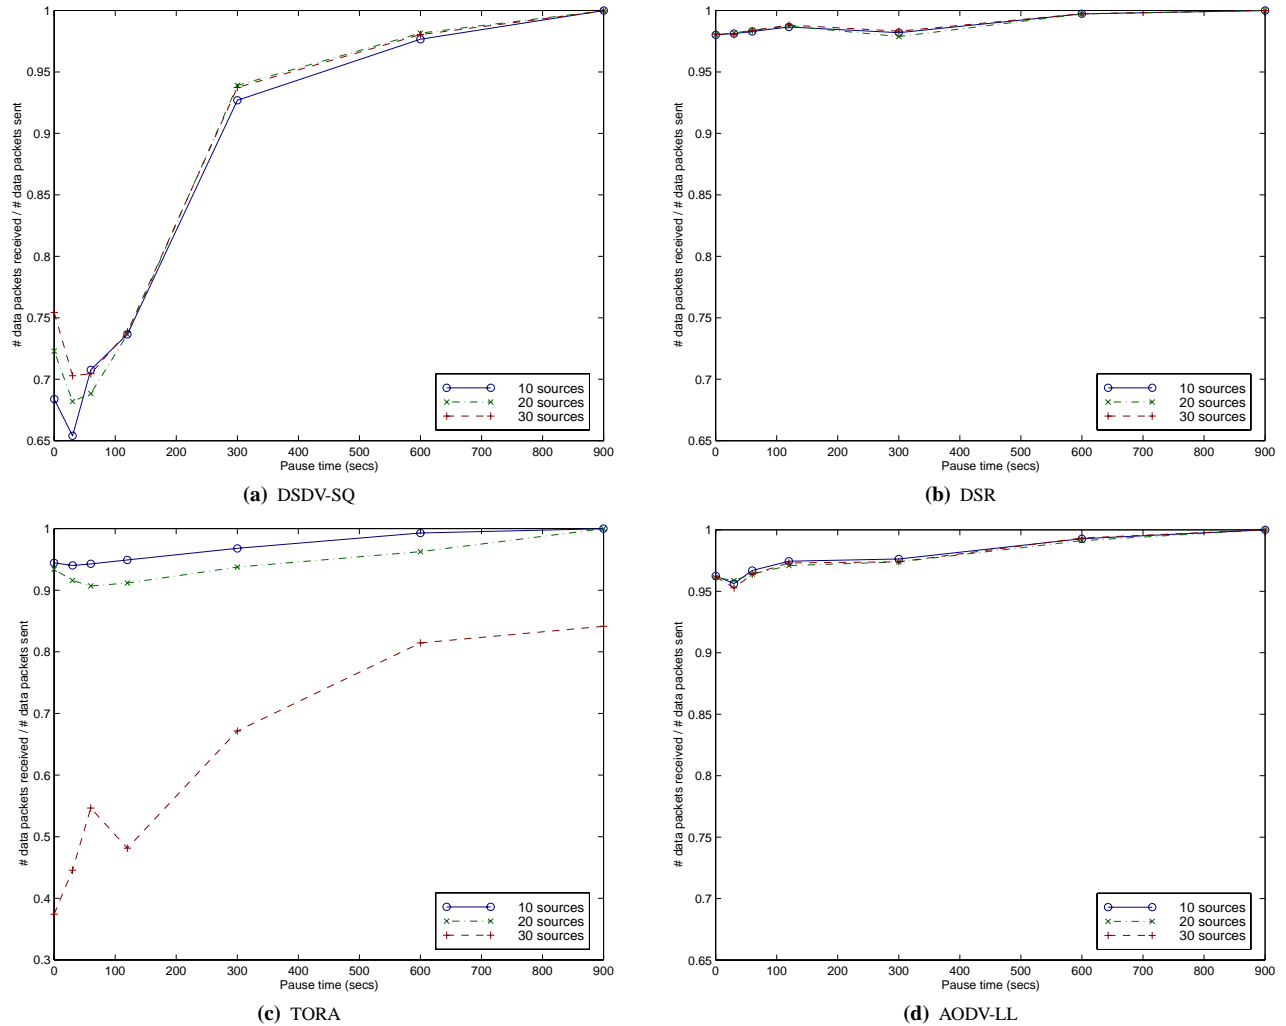 # data packets received / # data packets sent
1
0.95
0.9
0.85
0.8
0.75
0.7
0.65
0 100 200 300 400 500 600 700 800 900
Pause time (secs)
10 sources
20 sources
30 sources
(a) DSDV-SQ
# data packets received / # data packets sent
1
0.95
0.9
0.85
0.8
0.75
0.7
0.65
0 100 200 300 400 500 600 700 800 900
Pause time (secs)
10 sources
20 sources
30 sources
(b) DSR
# data packets received / # data packets sent
1
0.9
0.8
0.7
0.6
0.5
0.4
0.3
0 100 200 300 400 500 600 700 800 900
Pause time (secs)
10 sources
20 sources
30 sources
(c) TORA
# data packets received / # data packets sent
1
0.95
0.9
0.85
0.8
0.75
0.7
0.65
0 100 200 300 400 500 600 700 800 900
Pause time (secs)
10 sources
20 sources
30 sources
(d) AODV-LL